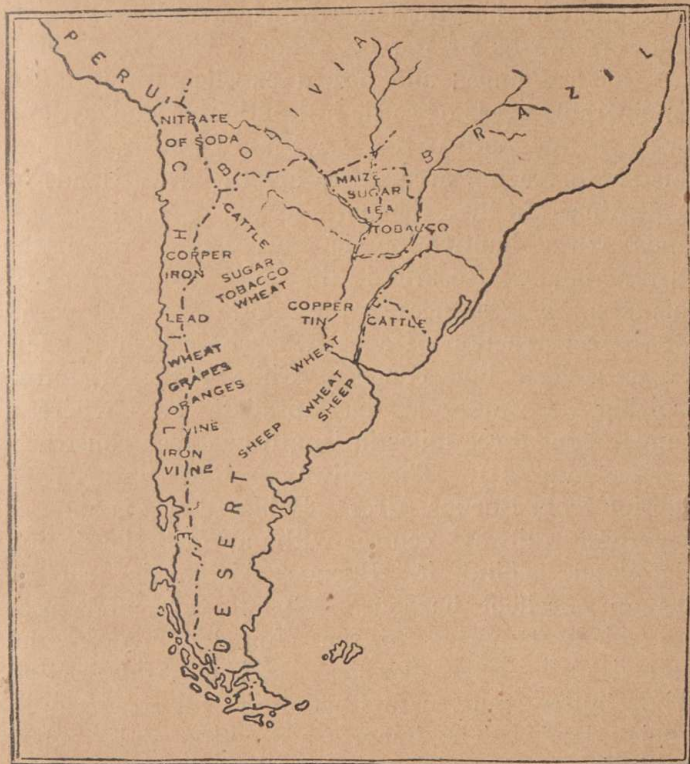 PERU
BOLIVIA
BRAZIL
CHILE
NITRATE
OF SODA
MAIZE
SUGAR
TEA
TOBACCO
CATTLE
SUGAR
TOBACCO
WHEAT
COPPER
IRON
LEAD
COPPER
TIN
CATTLE
WHEAT
WHEAT
SHEEP
WHEAT
GRAPES
ORANGES
VINE
IRON
VINE
SHEEP
DESERT